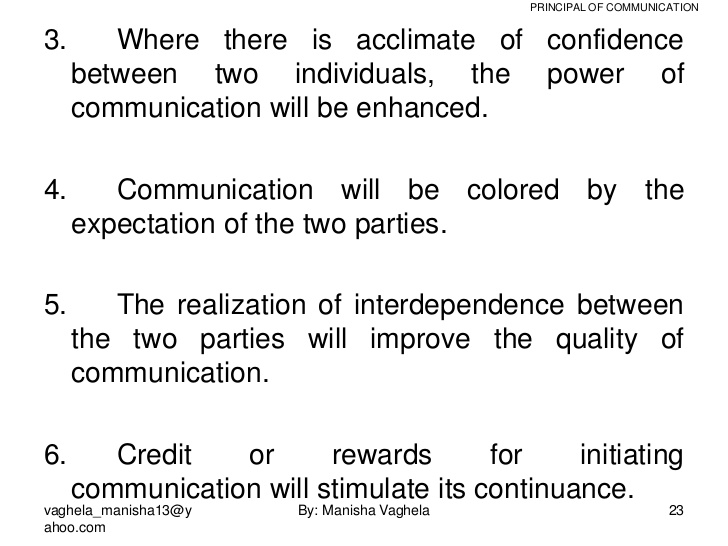 PRINCIPAL OF COMMUNICATION
3. Where there is acclimate of confidence
between two individuals, the power of
communication will be enhanced.
4. Communication will be colored by the
expectation of the two parties.
5. The realization of interdependence between
the two parties will improve the quality of
communication.
6. Credit or rewards for initiating
communication will stimulate its continuance.
vaghela_manisha13@y
ahoo.com
By: Manisha Vaghela
23